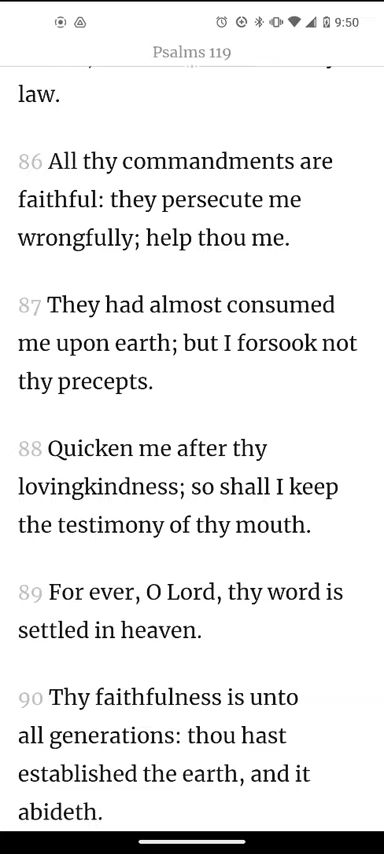 9:50
Psalms 119
law.
86 All thy commandments are
faithful: they persecute me
wrongfully; help thou me.
87 They had almost consumed
me upon earth; but I forsook not
thy precepts.
88 Quicken me after thy
lovingkindness; so shall I keep
the testimony of thy mouth.
89 For ever, O Lord, thy word is
settled in heaven.
90 Thy faithfulness is unto
all generations: thou hast
established the earth, and it
abideth.